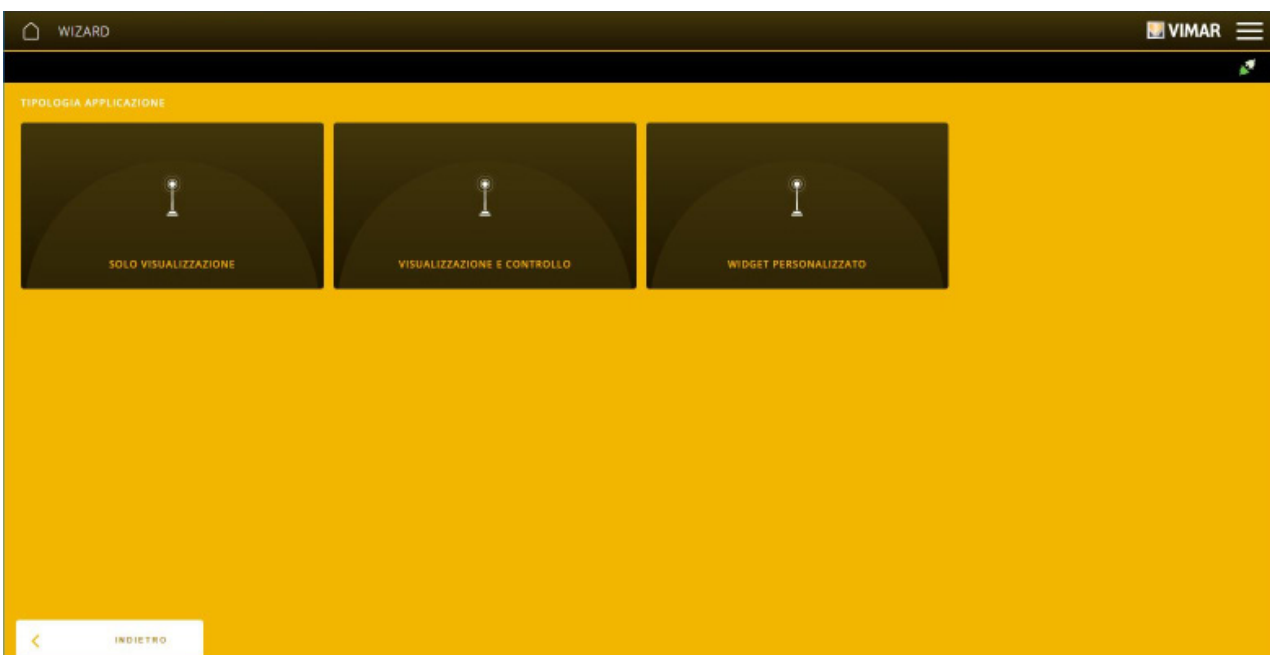 WIZARD
VIMAR
TIPOLOGIA APPLICAZIONE
SOLO VISUALIZZAZIONE
VISUALIZZAZIONE E CONTROLLO
WIDGET PERSONALIZZATO
INDIETRO